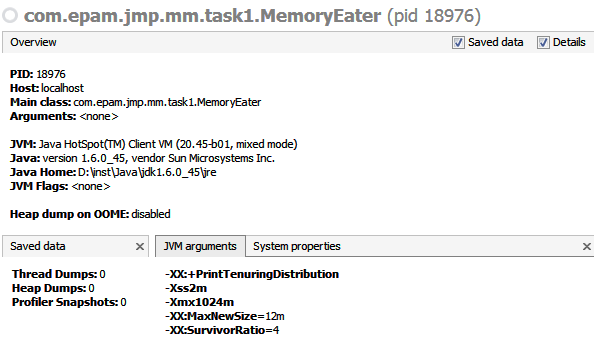 com.epam.jmp.mm.task1.MemoryEater (pid 18976)
Overview Saved data Details
PID: 18976
Host: localhost
Main class: com.epam.jmp.mm.task1.MemoryEater
Arguments: <none>
JVM: Java HotSpot(TM) Client VM (20.45-b01, mixed mode)
Java: version 1.6.0_45, vendor Sun Microsystems Inc.
Java Home: D:\inst\Java\jdk1.6.0_45\jre
JVM Flags: <none>
Heap dump on OOME: disabled
Saved data JVM arguments System properties
Thread Dumps: 0
Heap Dumps: 0
Profiler Snapshots: 0
-XX:+PrintTenuringDistribution
-Xss2m
-Xmx1024m
-XX:MaxNewSize=12m
-XX:SurvivorRatio=4